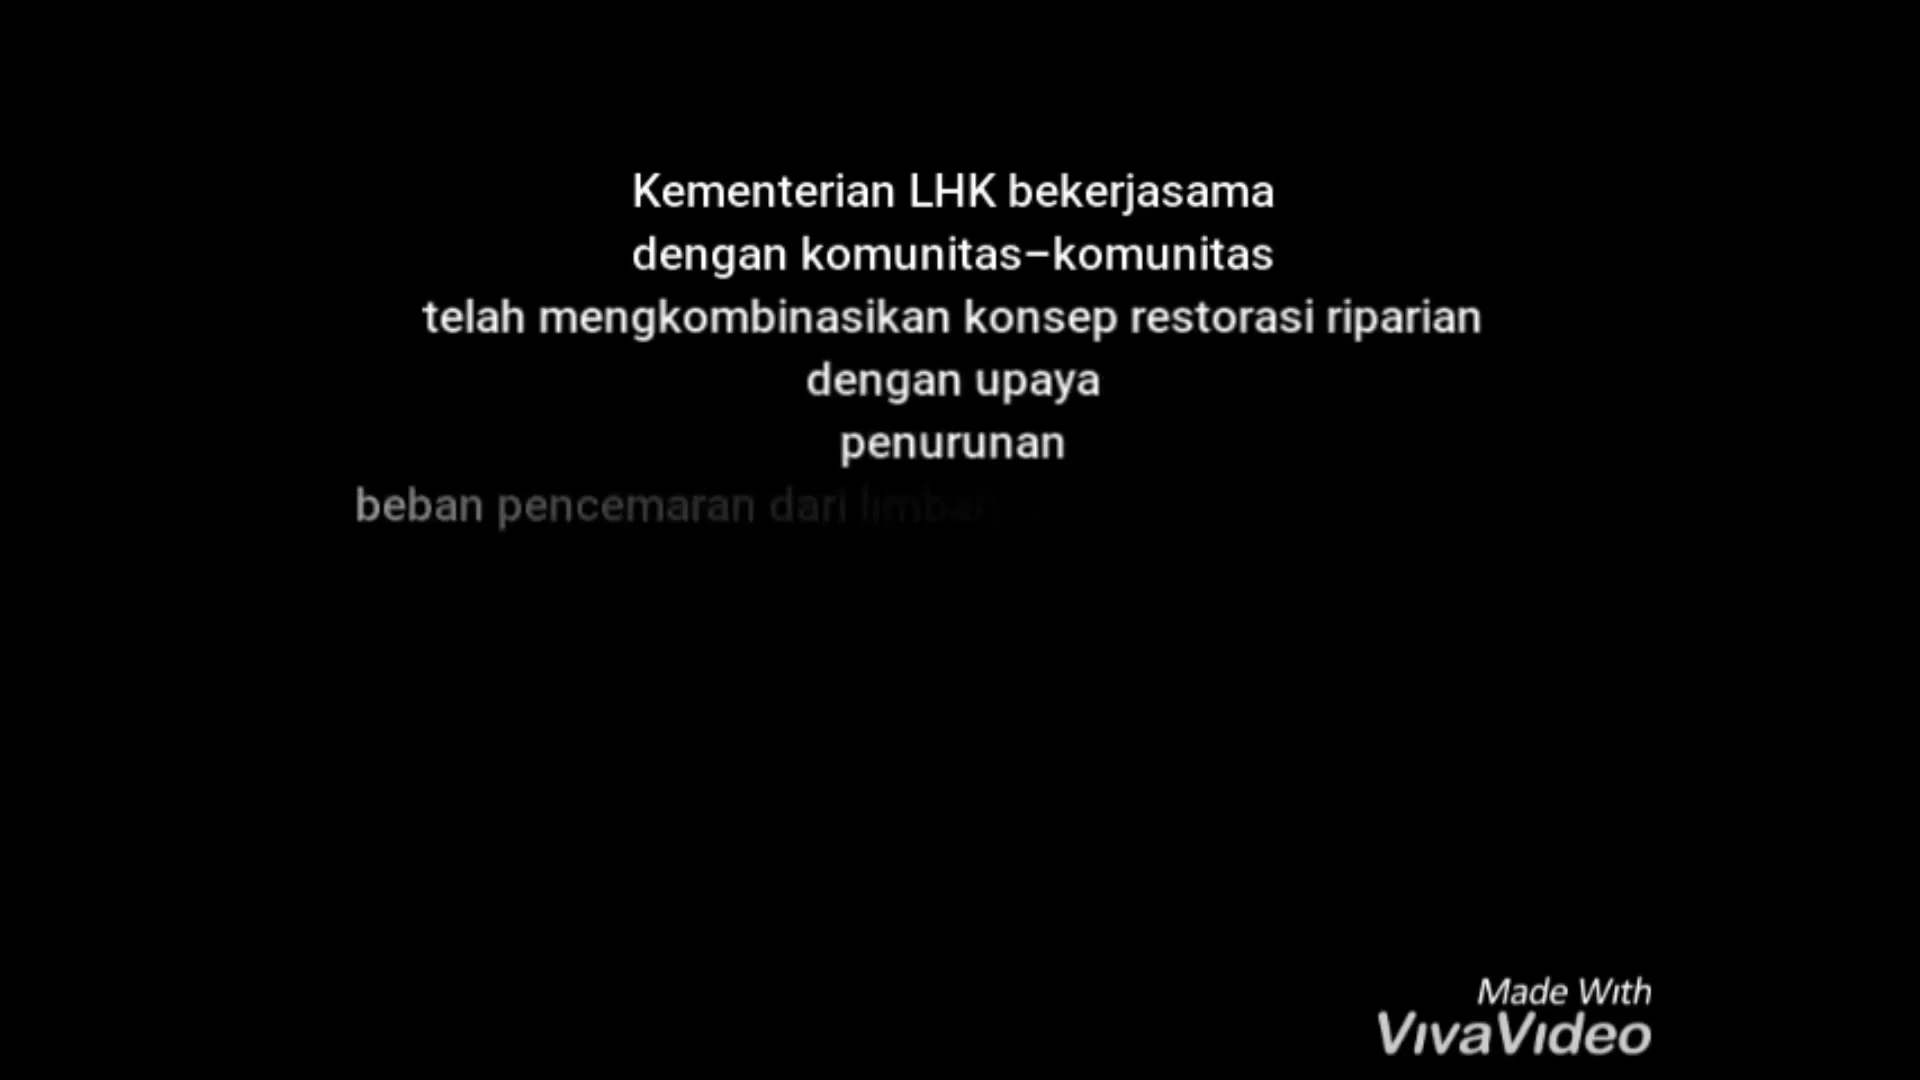 Kementerian LHK bekerjasama
dengan komunitas–komunitas
telah mengkombinasikan konsep restorasi riparian
dengan upaya
penurunan
beban pencemaran dari limbah
Made With
VivaVideo